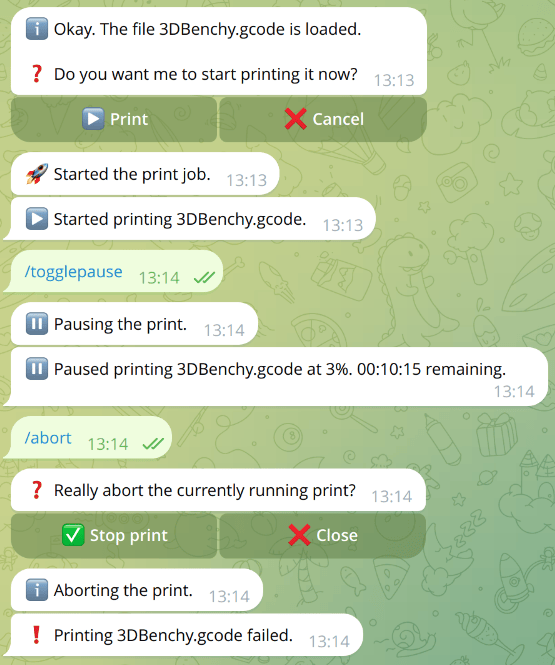 Okay. The file 3DBenchy.gcode is loaded.
Do you want me to start printing it now? 13:13
Print
Cancel
Started the print job. 13:13
Started printing 3DBenchy.gcode. 13:13
/togglepause 13:14
Pausing the print. 13:14
Paused printing 3DBenchy.gcode at 3%. 00:10:15 remaining.
13:14
/abort 13:14
Really abort the currently running print? 13:14
Stop print
Close
Aborting the print. 13:14
Printing 3DBenchy.gcode failed. 13:14